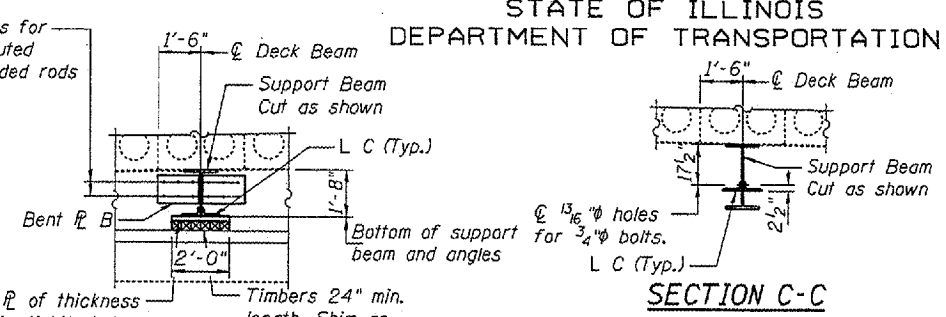 STATE OF ILLINOIS
DEPARTMENT OF TRANSPORTATION
s for
ded rods
1'-6"
℄ Deck Beam
Support Beam
Cut as shown
L C (Typ.)
1'-8"
Bent ℞ B
2'-0"
Bottom of support
beam and angles
℞ of thickness
Timbers 24" min.
length. Shim as
1'-6"
℄ Deck Beam
17½"
Support Beam
Cut as shown
2½"
℄ 13/16"φ holes
for 3/4"φ bolts.
L C (Typ.)
SECTION C-C